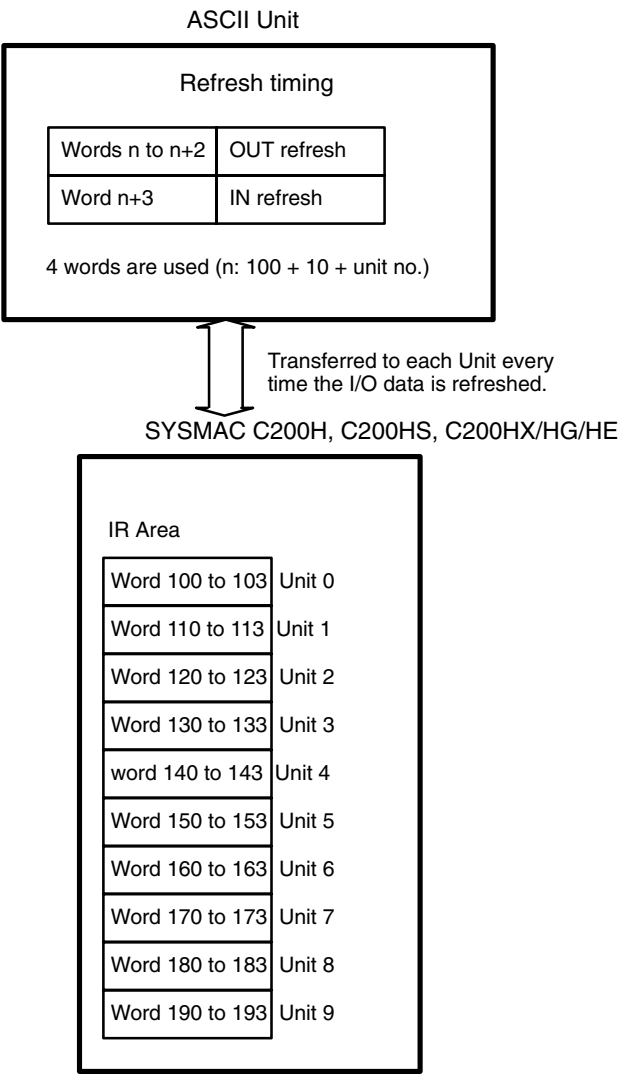 ASCII Unit
Refresh timing
Words n to n+2 OUT refresh
Word n+3 IN refresh
4 words are used (n: 100 + 10 + unit no.)
Transferred to each Unit every
time the I/O data is refreshed.
SYSMAC C200H, C200HS, C200HX/HG/HE
IR Area
Word 100 to 103 Unit 0
Word 110 to 113 Unit 1
Word 120 to 123 Unit 2
Word 130 to 133 Unit 3
word 140 to 143 Unit 4
Word 150 to 153 Unit 5
Word 160 to 163 Unit 6
Word 170 to 173 Unit 7
Word 180 to 183 Unit 8
Word 190 to 193 Unit 9